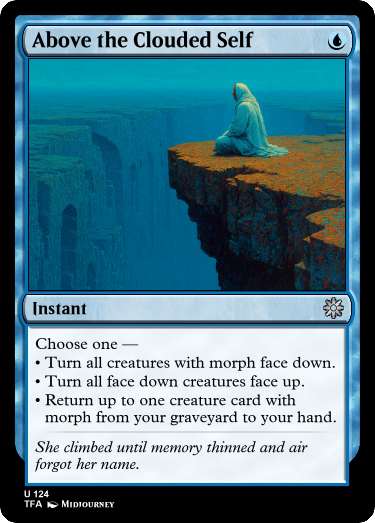 Above the Clouded Self
Instant
Choose one —
• Turn all creatures with morph face down.
• Turn all face down creatures face up.
• Return up to one creature card with
morph from your graveyard to your hand.
She climbed until memory thinned and air
forgot her name.
U 124
TFA Midjourney